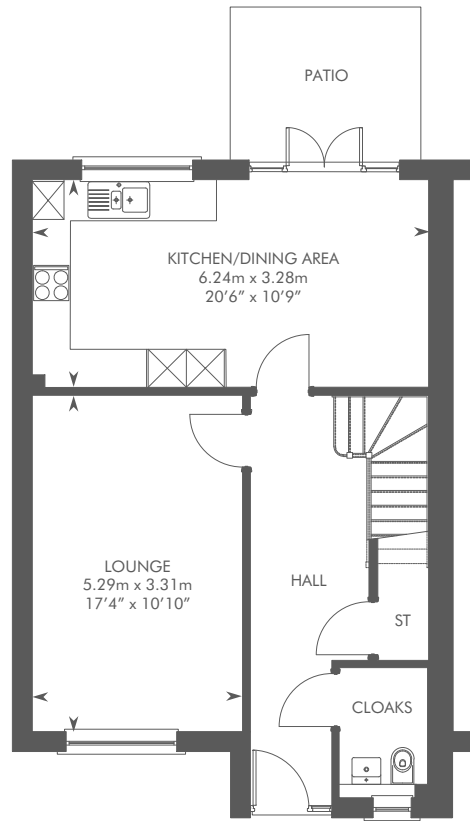 PATIO
KITCHEN/DINING AREA
6.24m x 3.28m
20’6” x 10’9”
LOUNGE
5.29m x 3.31m
17’4” x 10’10”
HALL
ST
CLOAKS